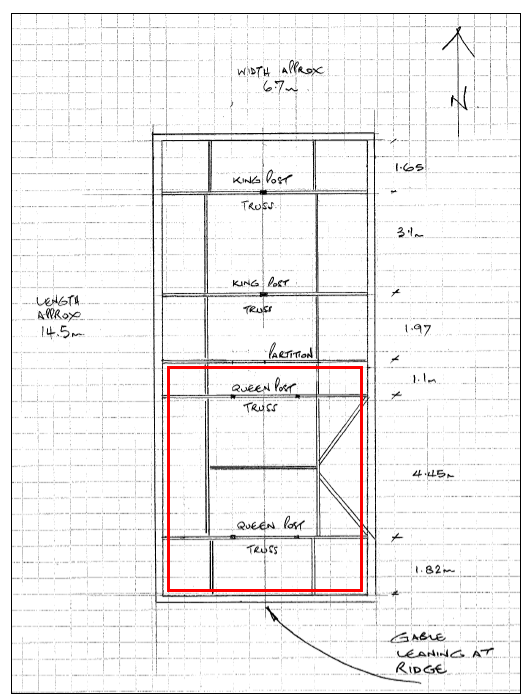 WIDTH APPROX
6.7m
N
1.65
KING POST
TRUSS
3.1m
KING POST
LENGTH
APPROX
14.5m
TRUSS
1.97
PARTITION
1.1m
QUEEN POST
TRUSS
4.45m
QUEEN POST
TRUSS
1.82m
GABLE
LEANING AT
RIDGE